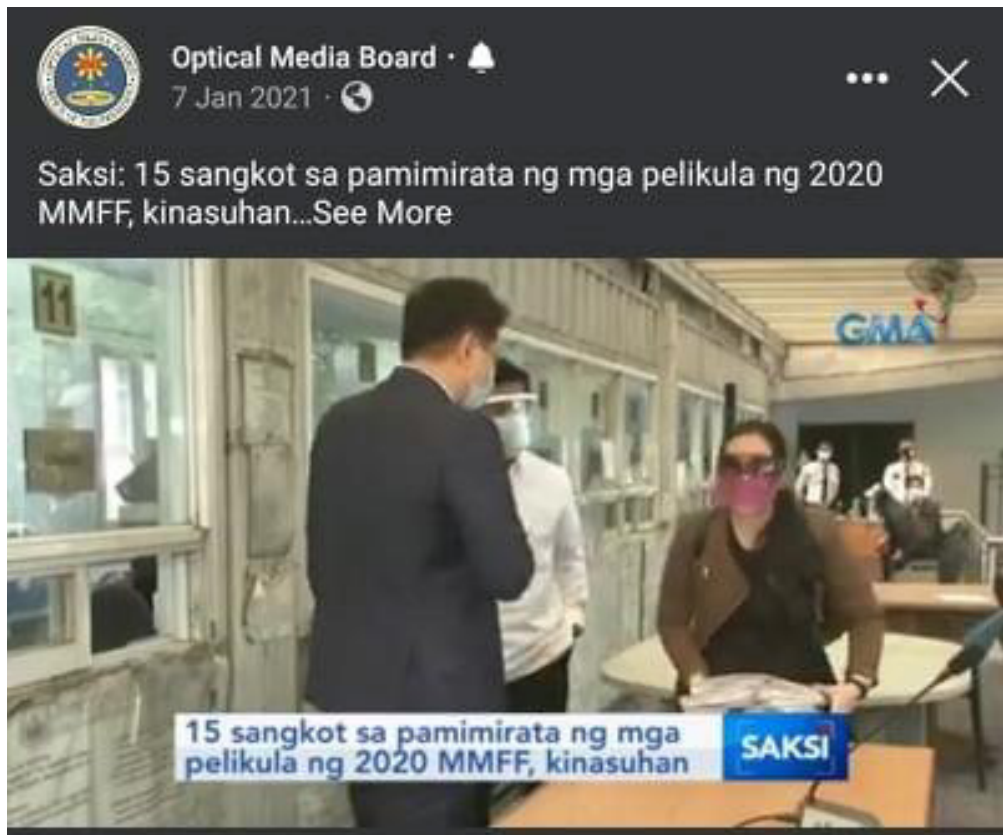 Optical Media Board ·
7 Jan 2021 ·
Saksi: 15 sangkot sa pamimirata ng mga pelikula ng 2020
MMFF, kinasuhan...See More
11
GMA
15 sangkot sa pamimirata ng mga
pelikula ng 2020 MMFF, kinasuhan
SAKSI